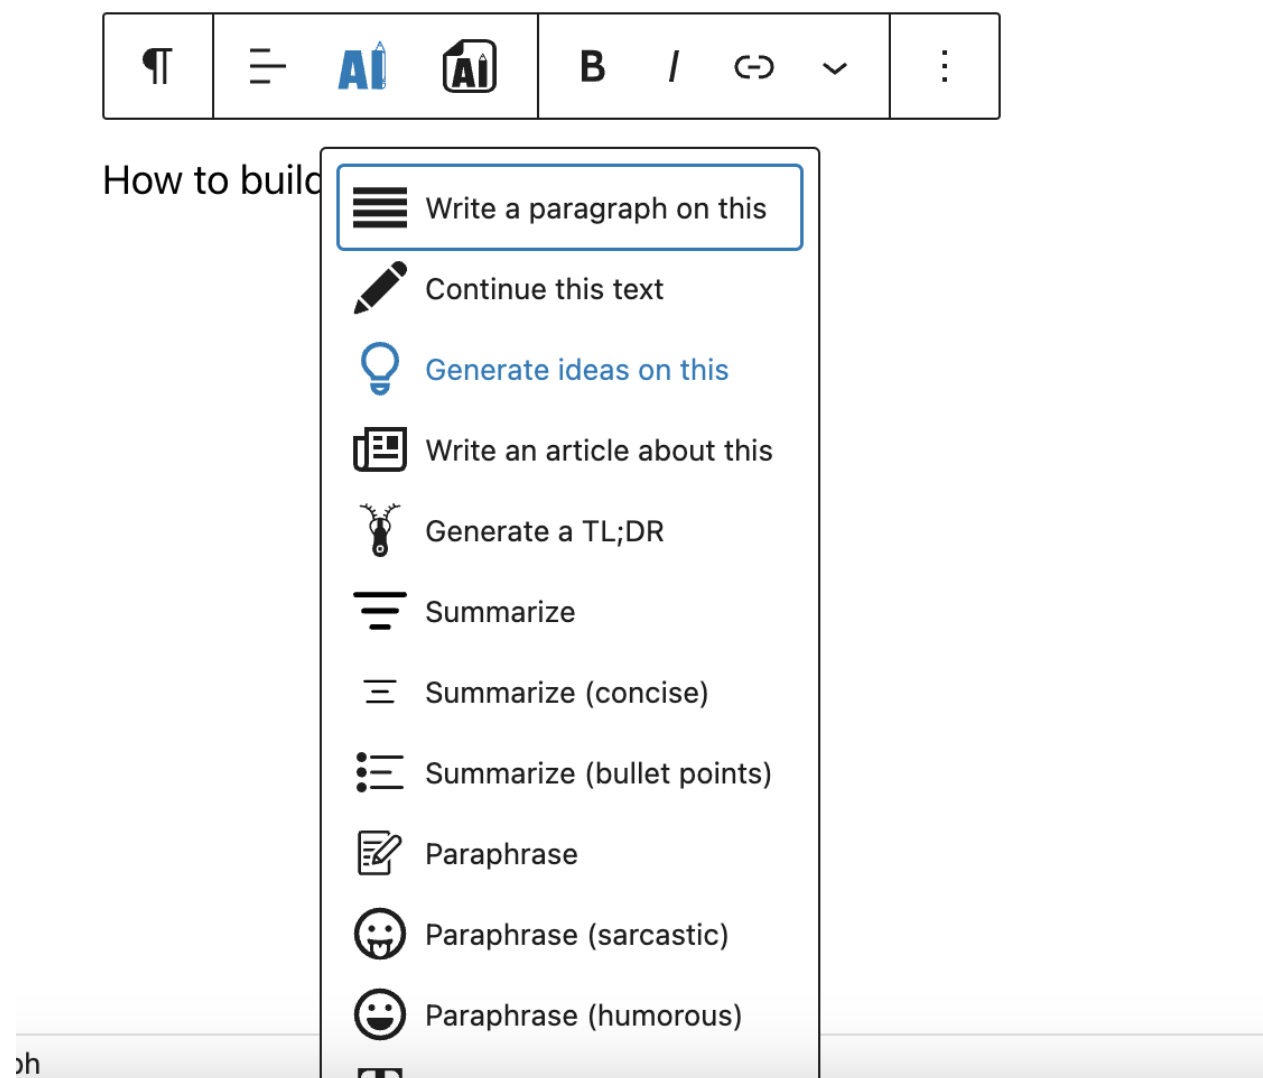 ¶ AI AI B I
How to build
Write a paragraph on this
Continue this text
Generate ideas on this
Write an article about this
Generate a TL;DR
Summarize
Summarize (concise)
Summarize (bullet points)
Paraphrase
Paraphrase (sarcastic)
Paraphrase (humorous)
ph